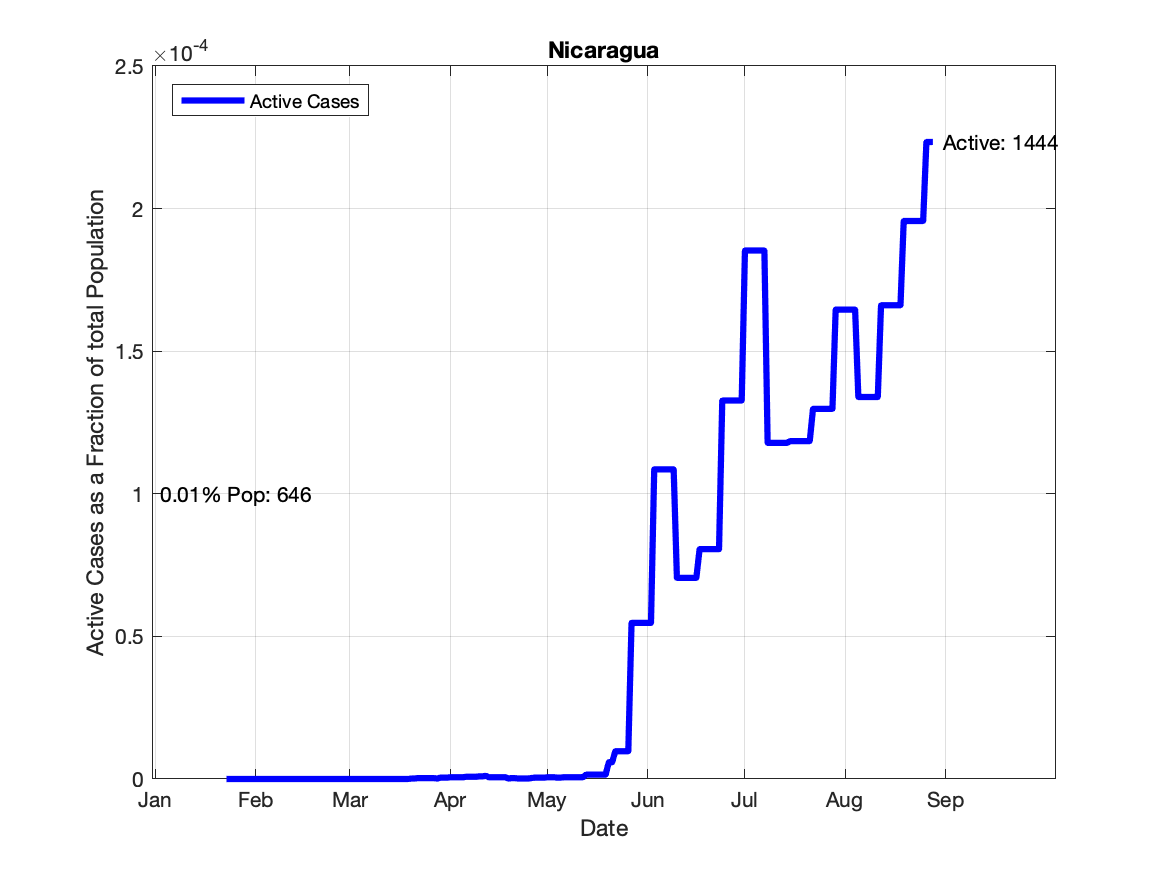 Nicaragua
×10-4
2.5
2
1.5
1
0.5
0
Active Cases as a Fraction of total Population
Active Cases
Active: 1444
0.01% Pop: 646
Jan Feb Mar Apr May Jun Jul Aug Sep
Date